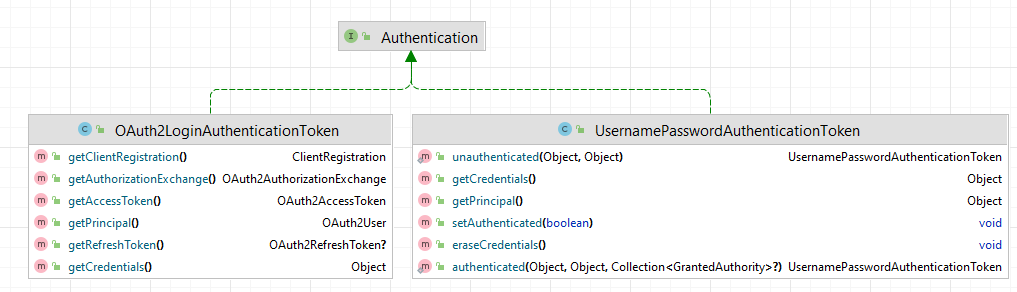 I Authentication
C OAuth2LoginAuthenticationToken
m getClientRegistration() ClientRegistration
m getAuthorizationExchange() OAuth2AuthorizationExchange
m getAccessToken() OAuth2AccessToken
m getPrincipal() OAuth2User
m getRefreshToken() OAuth2RefreshToken?
m getCredentials() Object
C UsernamePasswordAuthenticationToken
m unauthenticated(Object, Object) UsernamePasswordAuthenticationToken
m getCredentials() Object
m getPrincipal() Object
m setAuthenticated(boolean) void
m eraseCredentials() void
m authenticated(Object, Object, Collection<GrantedAuthority>?) UsernamePasswordAuthenticationToken